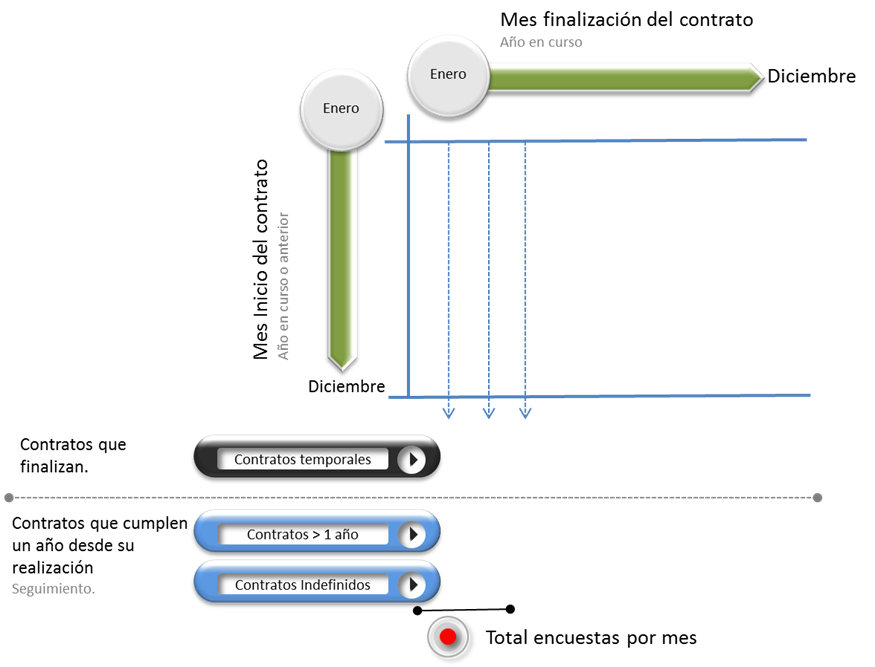 Mes finalización del contrato
Año en curso
Enero
Diciembre
Enero
Mes Inicio del contrato
Año en curso o anterior
Diciembre
Contratos que
finalizan.
Contratos temporales
Contratos que cumplen
un año desde su
realización
Seguimiento.
Contratos > 1 año
Contratos Indefinidos
Total encuestas por mes